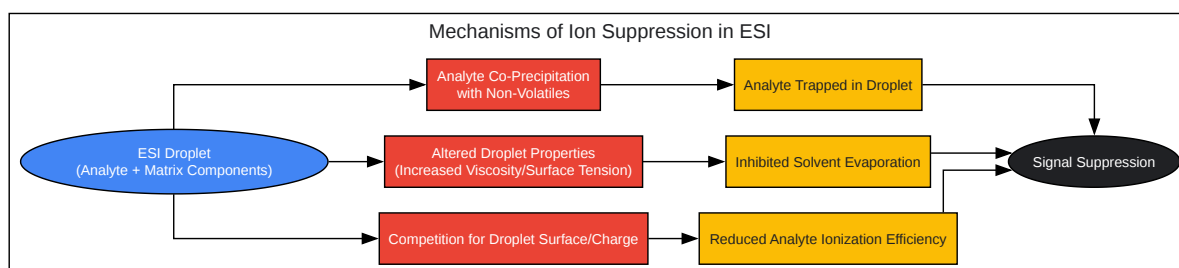 Mechanisms of Ion Suppression in ESI
Analyte Co-Precipitation
with Non-Volatiles
Analyte Trapped in Droplet
ESI Droplet
(Analyte + Matrix Components)
Altered Droplet Properties
(Increased Viscosity/Surface Tension)
Inhibited Solvent Evaporation
Signal Suppression
Competition for Droplet Surface/Charge
Reduced Analyte Ionization Efficiency